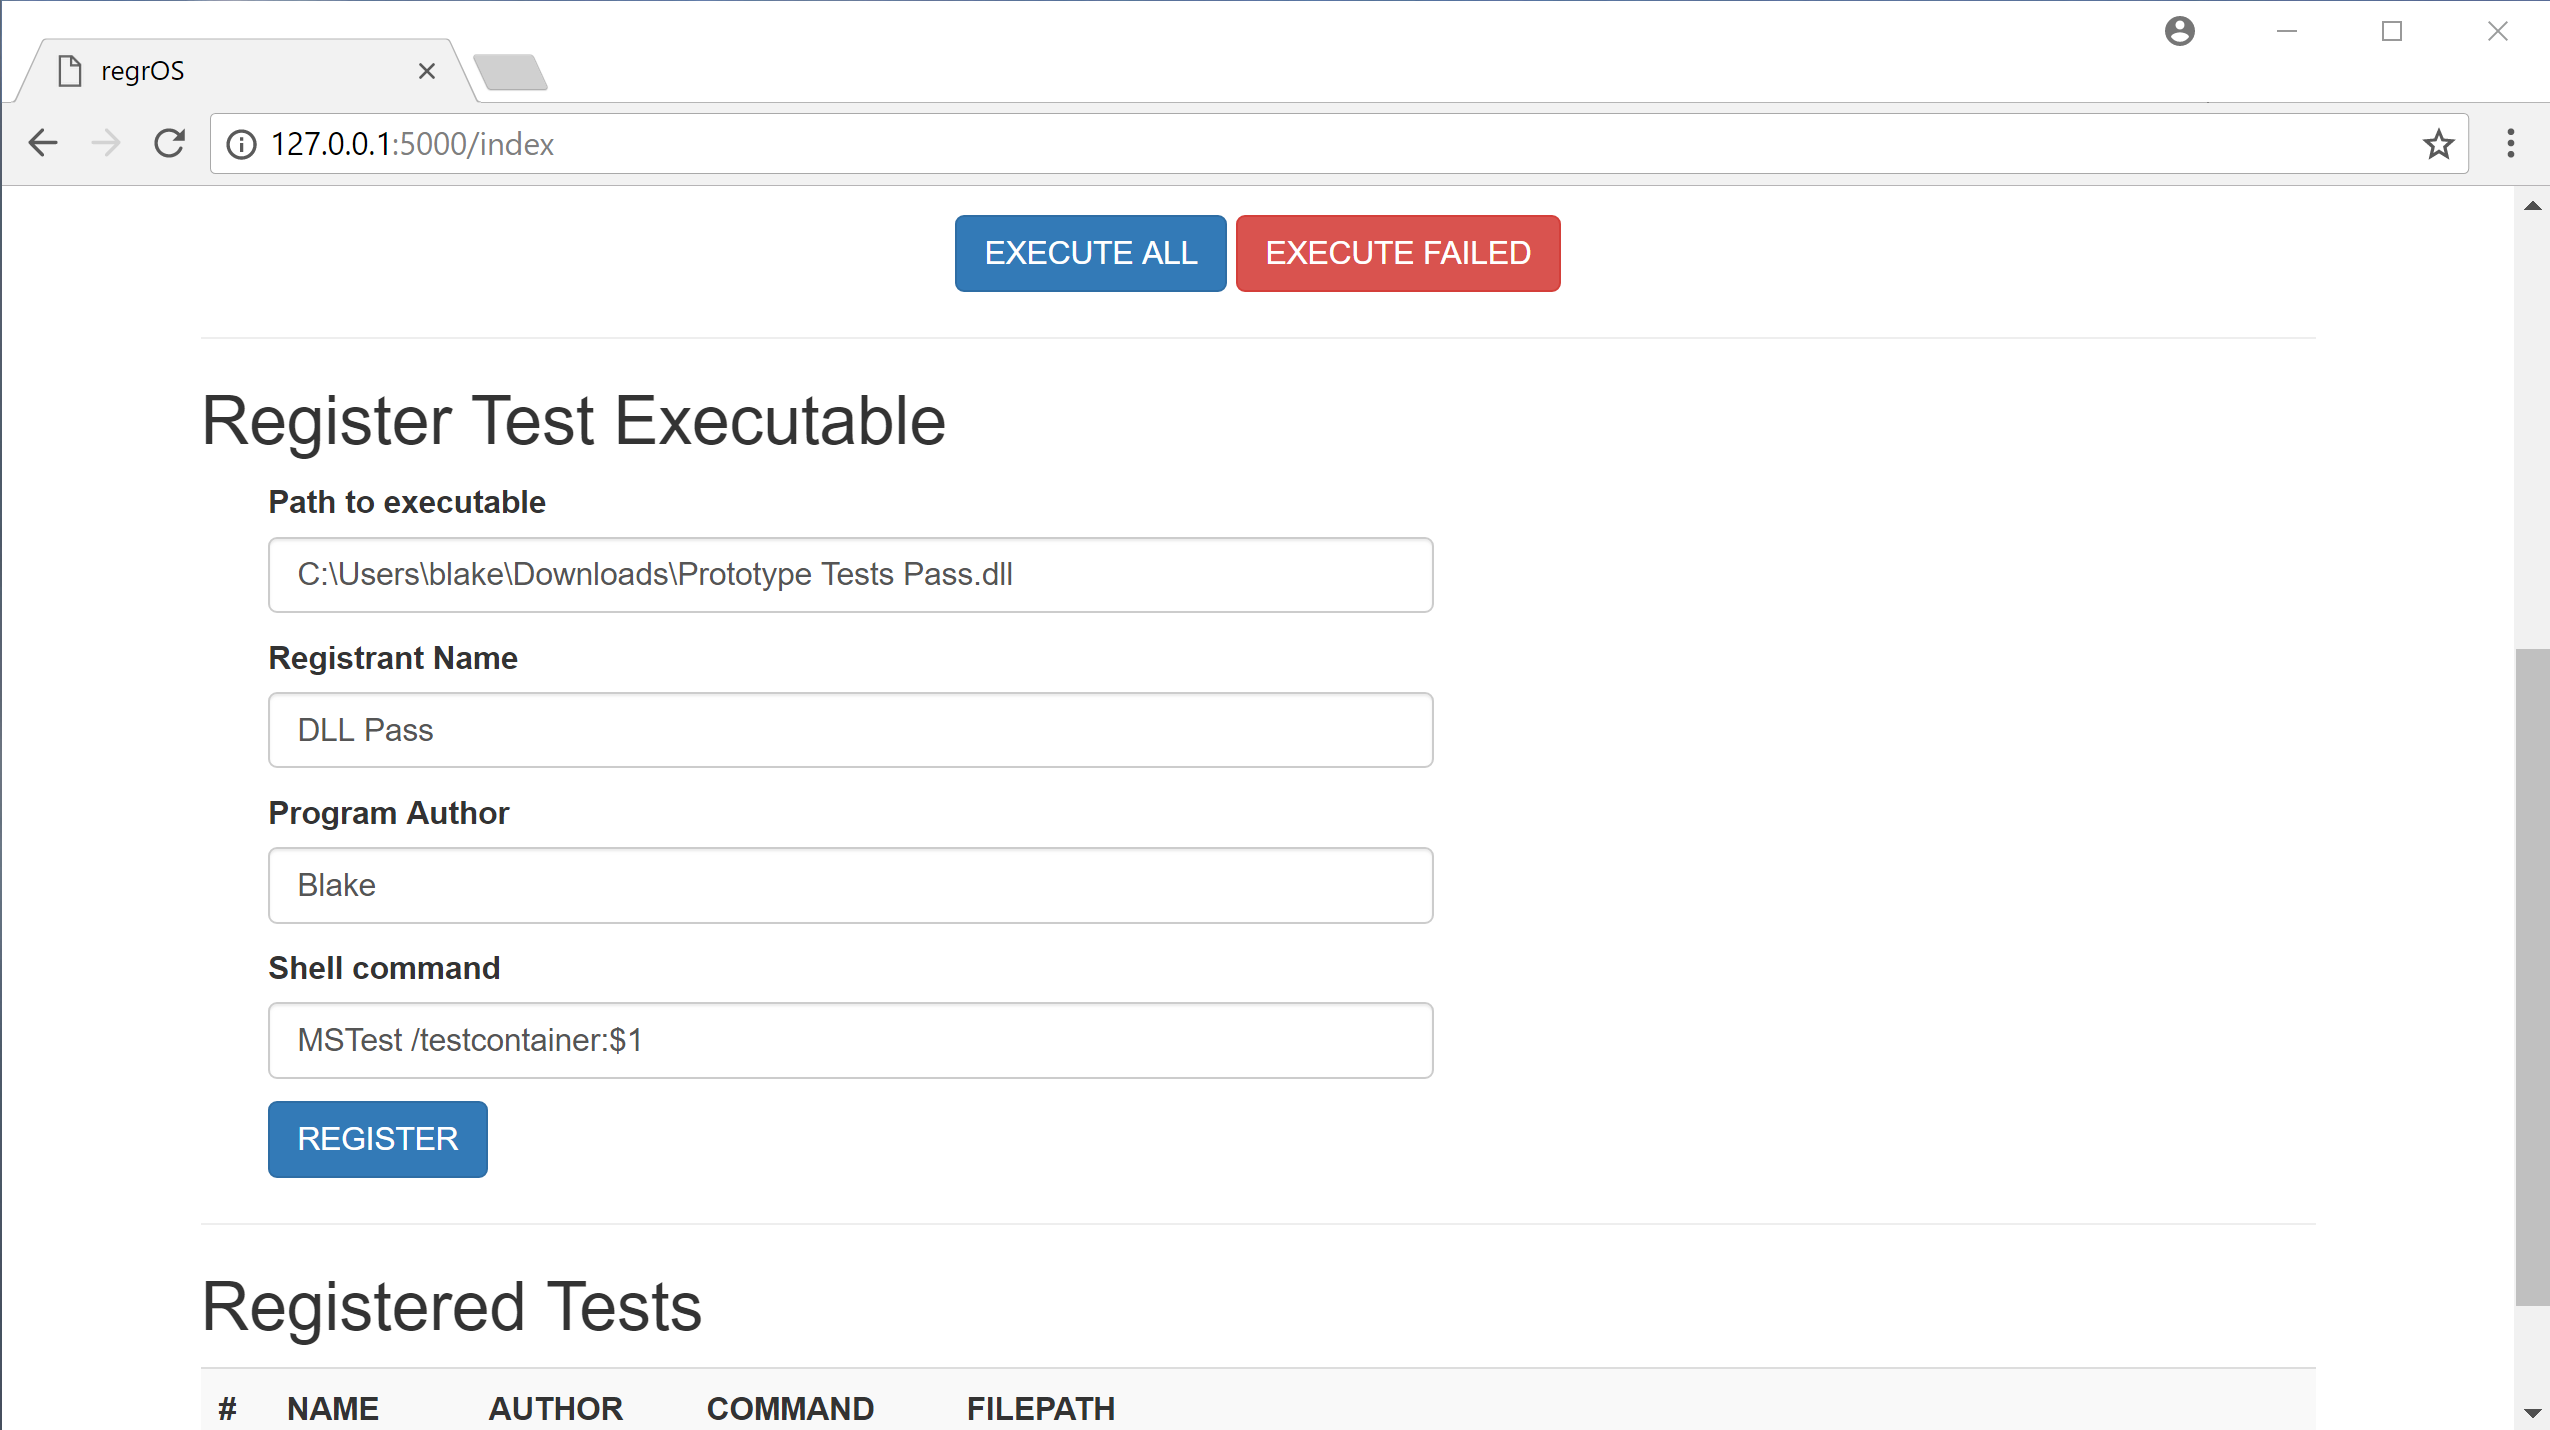 regrOS
127.0.0.1:5000/index
EXECUTE ALL EXECUTE FAILED
Register Test Executable
Path to executable
C:\Users\blake\Downloads\Prototype Tests Pass.dll
Registrant Name
DLL Pass
Program Author
Blake
Shell command
MSTest /testcontainer:$1
REGISTER
Registered Tests
# NAME AUTHOR COMMAND FILEPATH